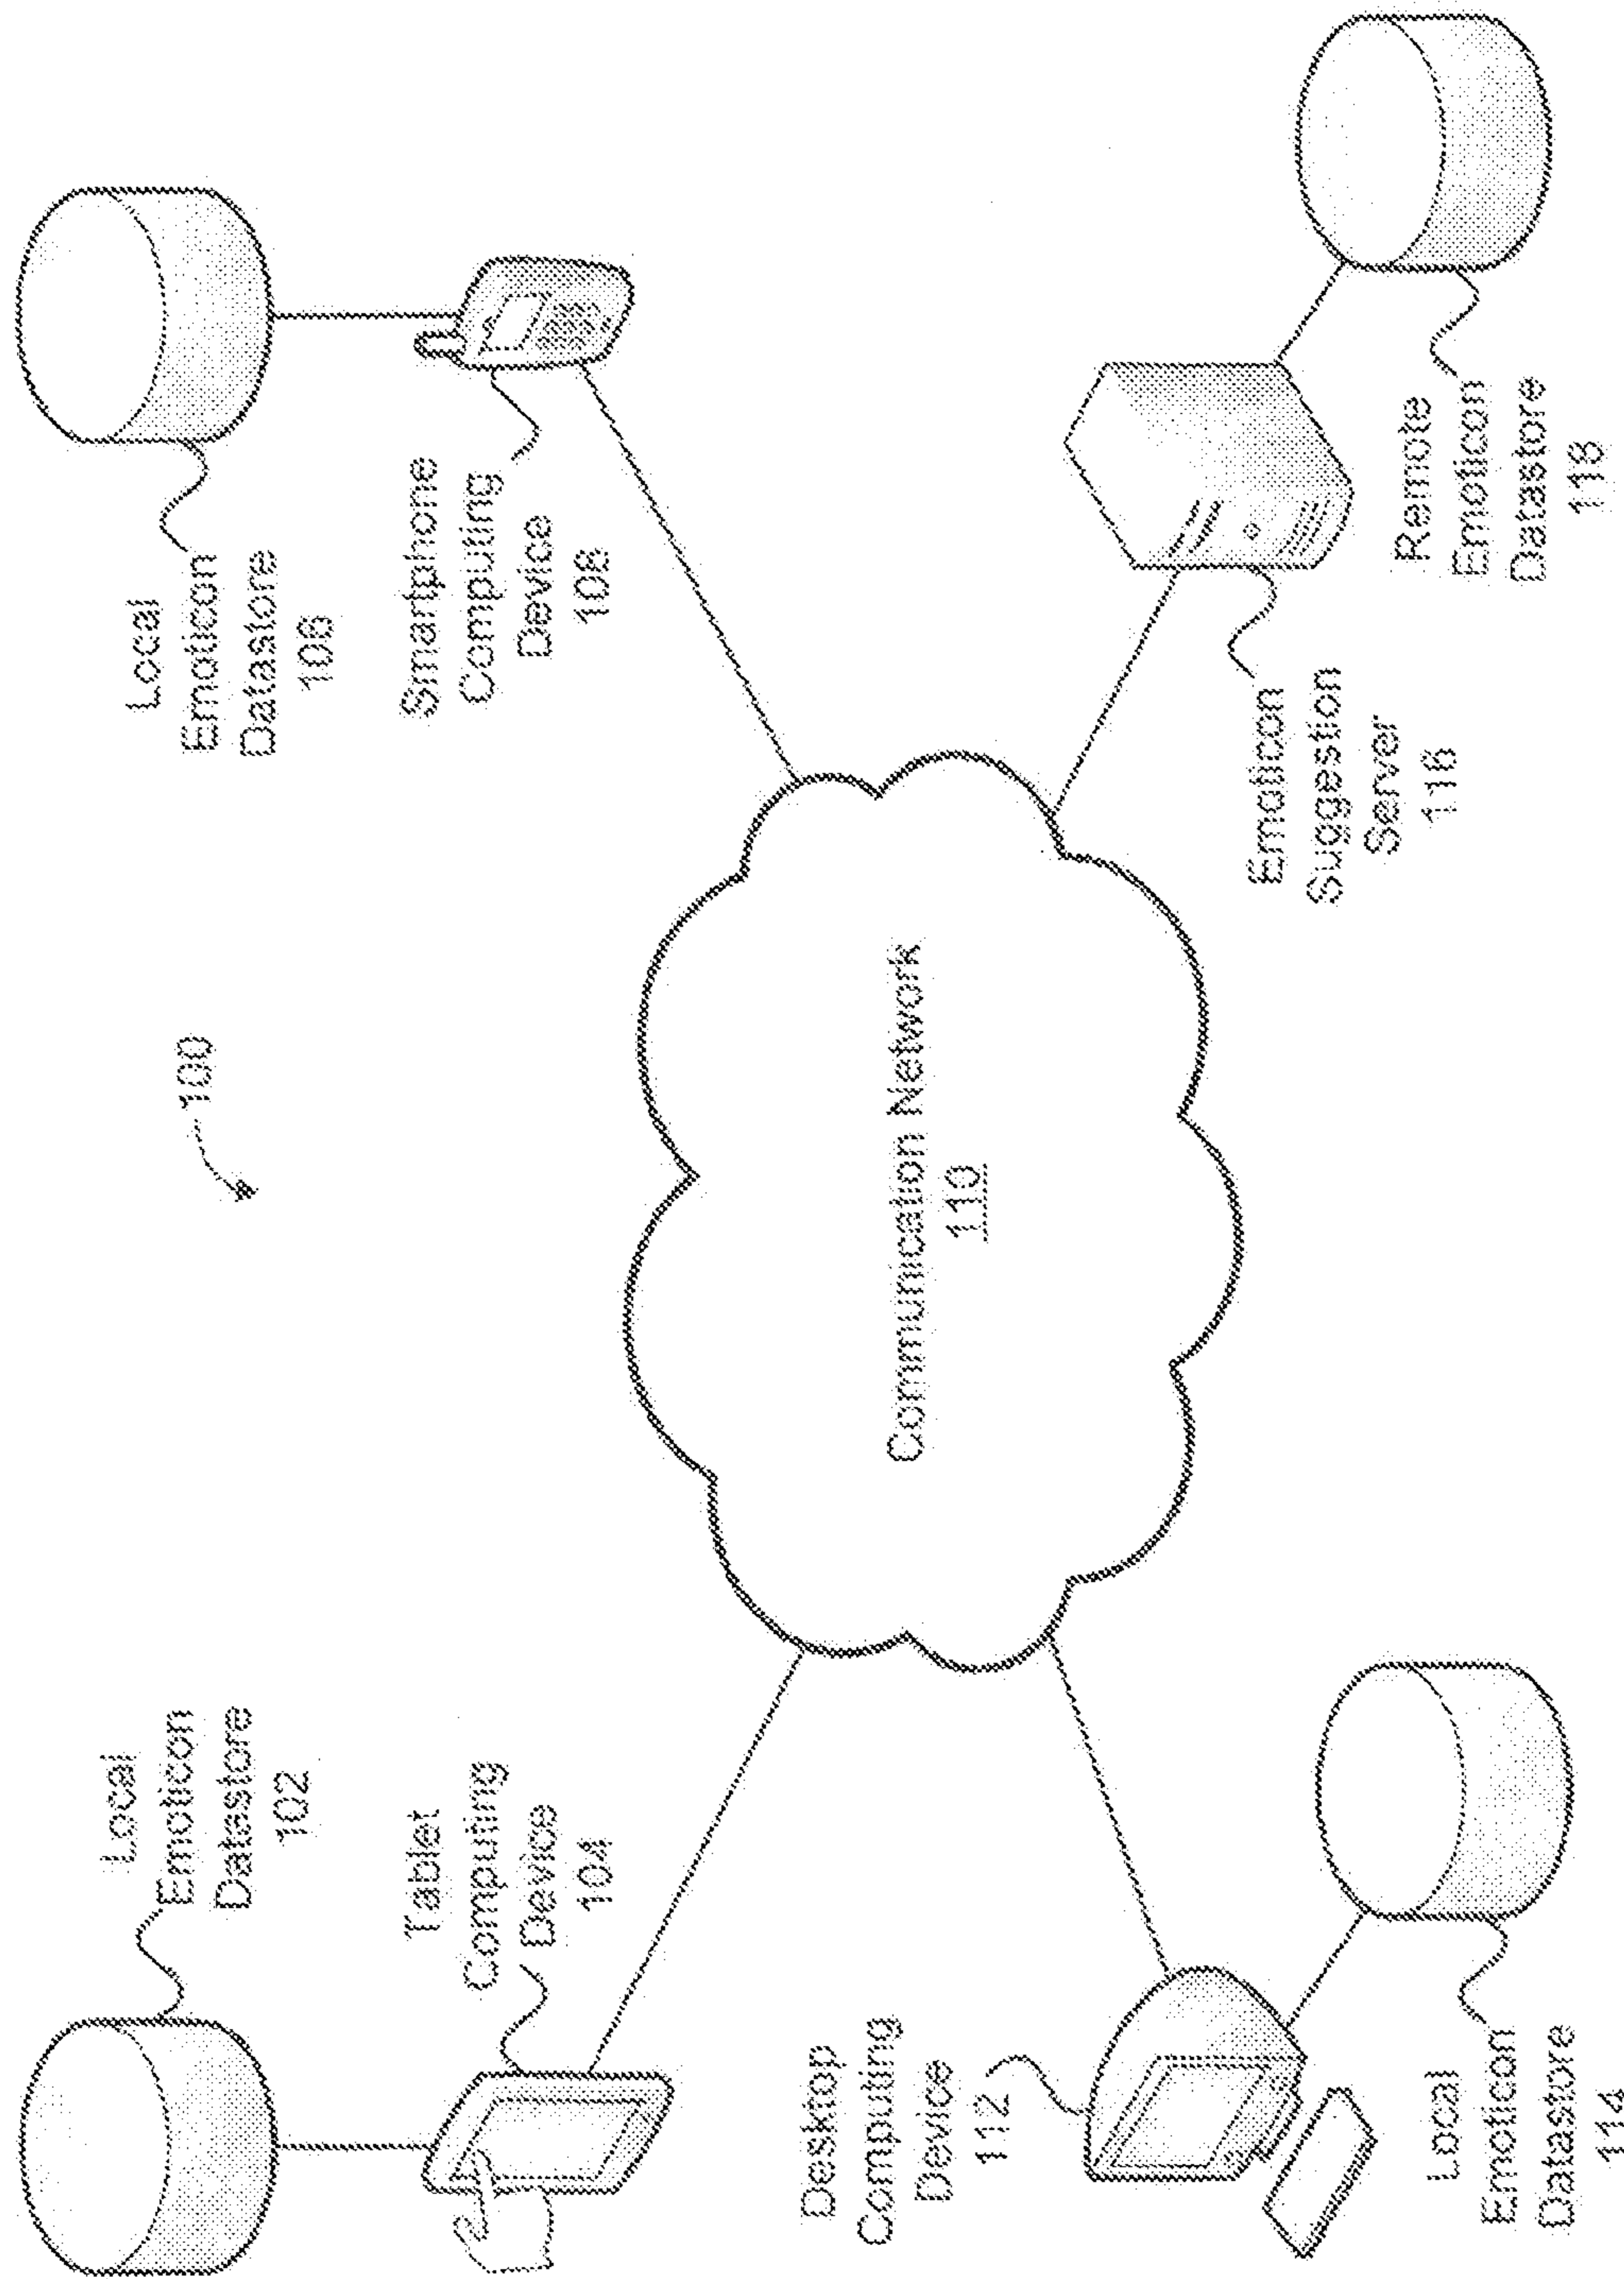 Local
Emoticon
Datastore
102
100
Local
Emoticon
Datastore
106
Tablet
Computing
Device
104
Smartphone
Computing
Device
108
Communication Network
110
Desktop
Computing
Device
112
Emoticon
Suggestion
Server
116
Local
Emoticon
Datastore
114
Remote
Emoticon
Datastore
118